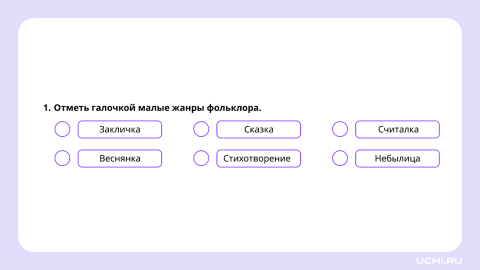 1. Отметь галочкой малые жанры фольклора.
Закличка Сказка Считалка
Веснянка Стихотворение Небылица
UCHi.RU